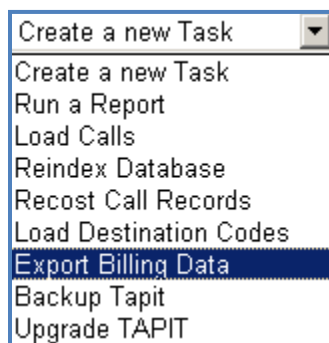 Create a new Task
Create a new Task
Run a Report
Load Calls
Reindex Database
Recost Call Records
Load Destination Codes
Export Billing Data
Backup Tapit
Upgrade TAPIT